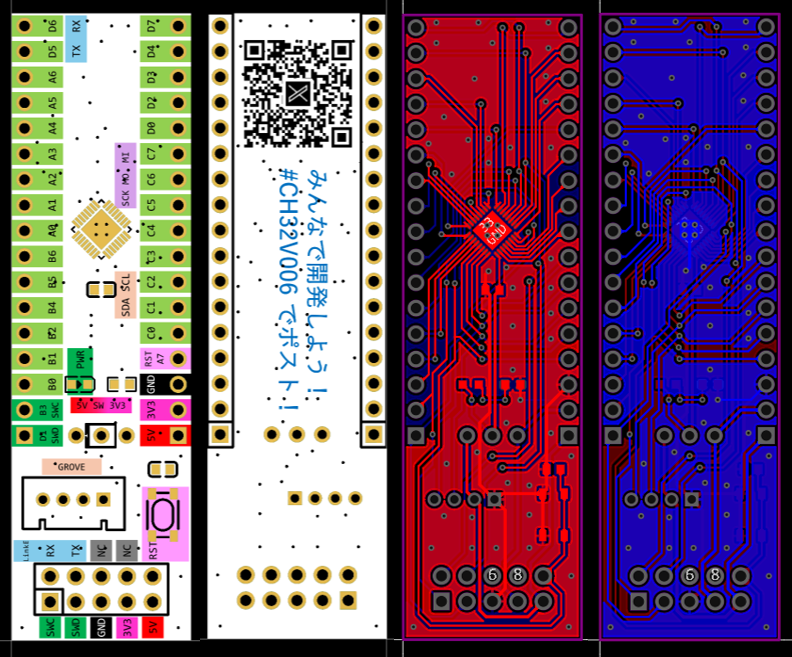 D6
RX
D7
D5
TX
D4
A6
D3
A5
D2
A4
D0
A3
MI
C7
A2
MO
C6
A1
SCK
C5
A0
C4
B6
C3
B5
SCL
C2
B4
SDA
C1
B2
C0
B1
PWR
RST
A7
B0
GND
B3
SWC
5V SW 3V3
3V3
D1
SWD
5V
GROVE
LinkE
RX
TX
NC
NC
RST
SWC
SWD
GND
3V3
5V
みんなで開発しよう!
#CH32V006 でポスト!
33
GND
6 8
6 8